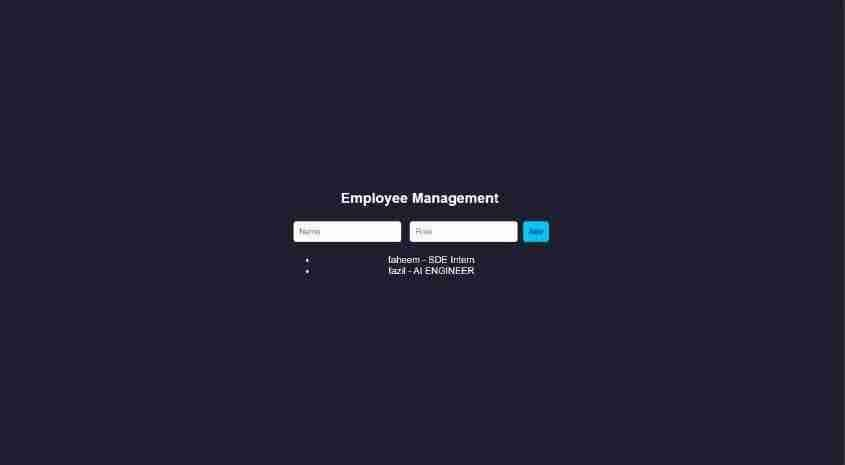 Employee Management
Name
Role
Add
faheem - SDE Intern
fazil - AI ENGINEER